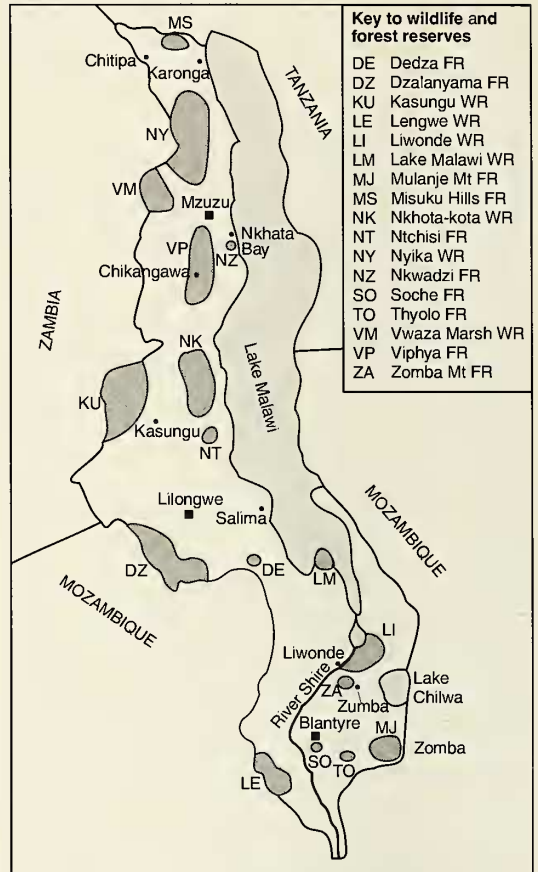 MS
Chitipa
Karonga
TANZANIA
NY
VM
Mzuzu
Nkhata
Bay
VP
NZ
Chikangawa
ZAMBIA
NK
Lake Malawi
KU
Kasungu
NT
Lilongwe
Salima
MOZAMBIQUE
DZ
DE
LM
MOZAMBIQUE
LI
Liwonde
River Shire
ZA
Zumba
Lake
Chilwa
Blantyre
MJ
Zomba
SO
TO
LE
Key to wildlife and
forest reserves
DE Dedza FR
DZ Dzalanyama FR
KU Kasungu WR
LE Lengwe WR
LI Liwonde WR
LM Lake Malawi WR
MJ Mulanje Mt FR
MS Misuku Hills FR
NK Nkhota-kota WR
NT Ntchisi FR
NY Nyika WR
NZ Nkwadzi FR
SO Soche FR
TO Thyolo FR
VM Vwaza Marsh WR
VP Viphya FR
ZA Zomba Mt FR